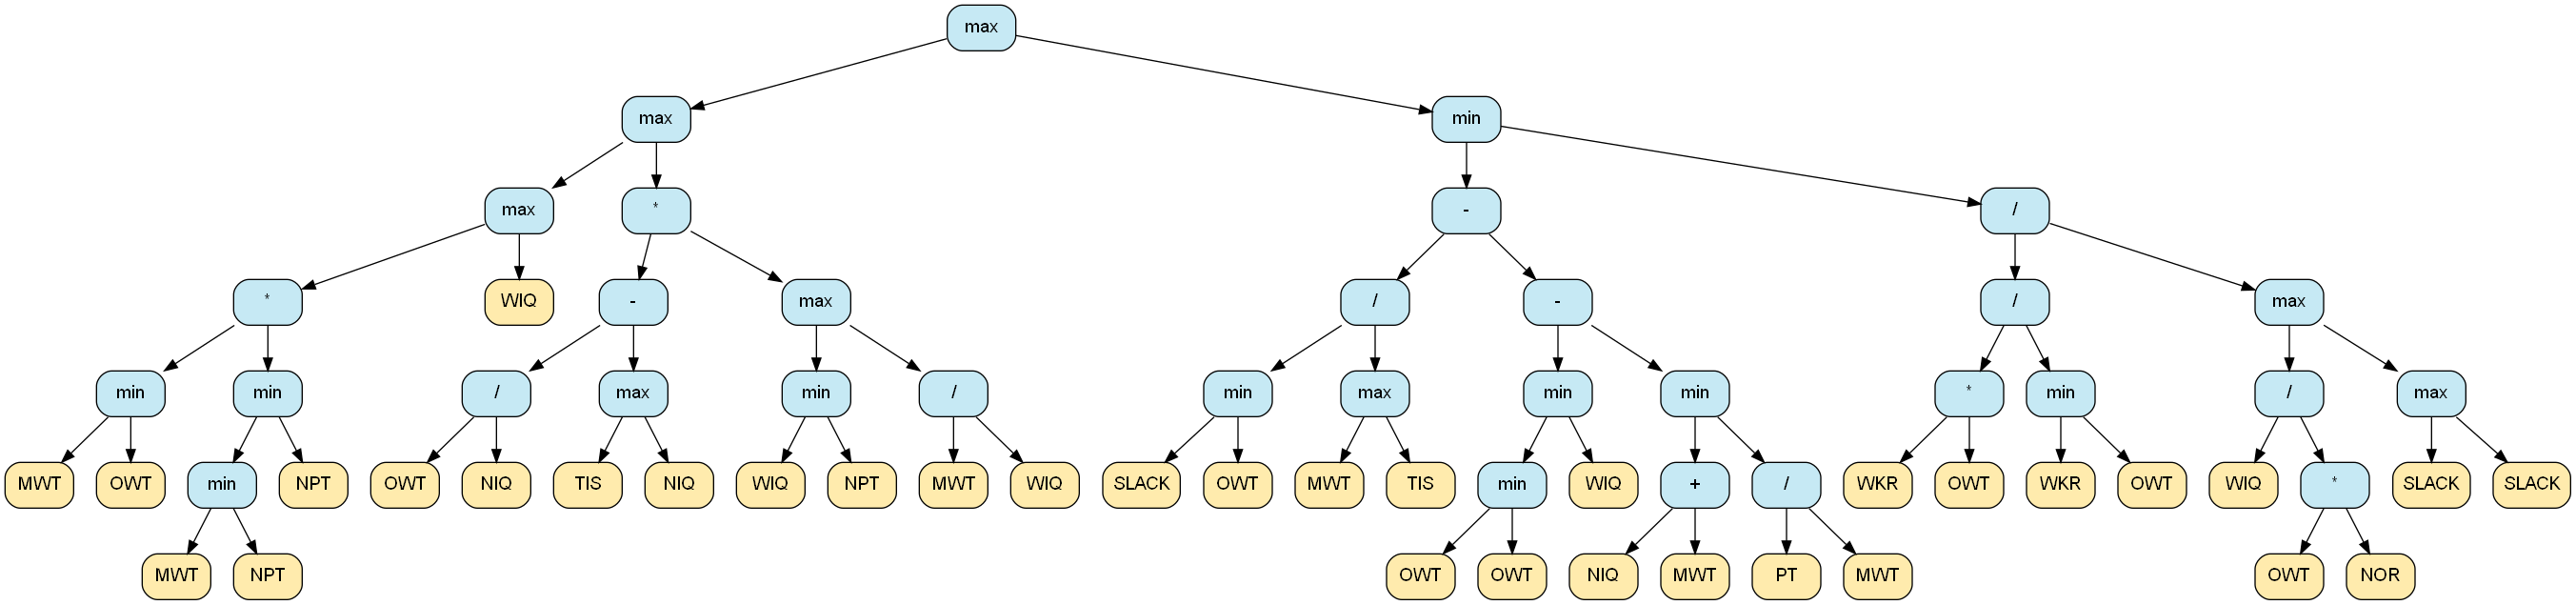 max
max min
max * - /
* WIQ - max / - / max
min min / max min / min max min min * min / max
MWT OWT min NPT OWT NIQ TIS NIQ WIQ NPT MWT WIQ SLACK OWT MWT TIS min WIQ + / WKR OWT WKR OWT WIQ * SLACK SLACK
MWT NPT OWT OWT NIQ MWT PT MWT OWT NOR